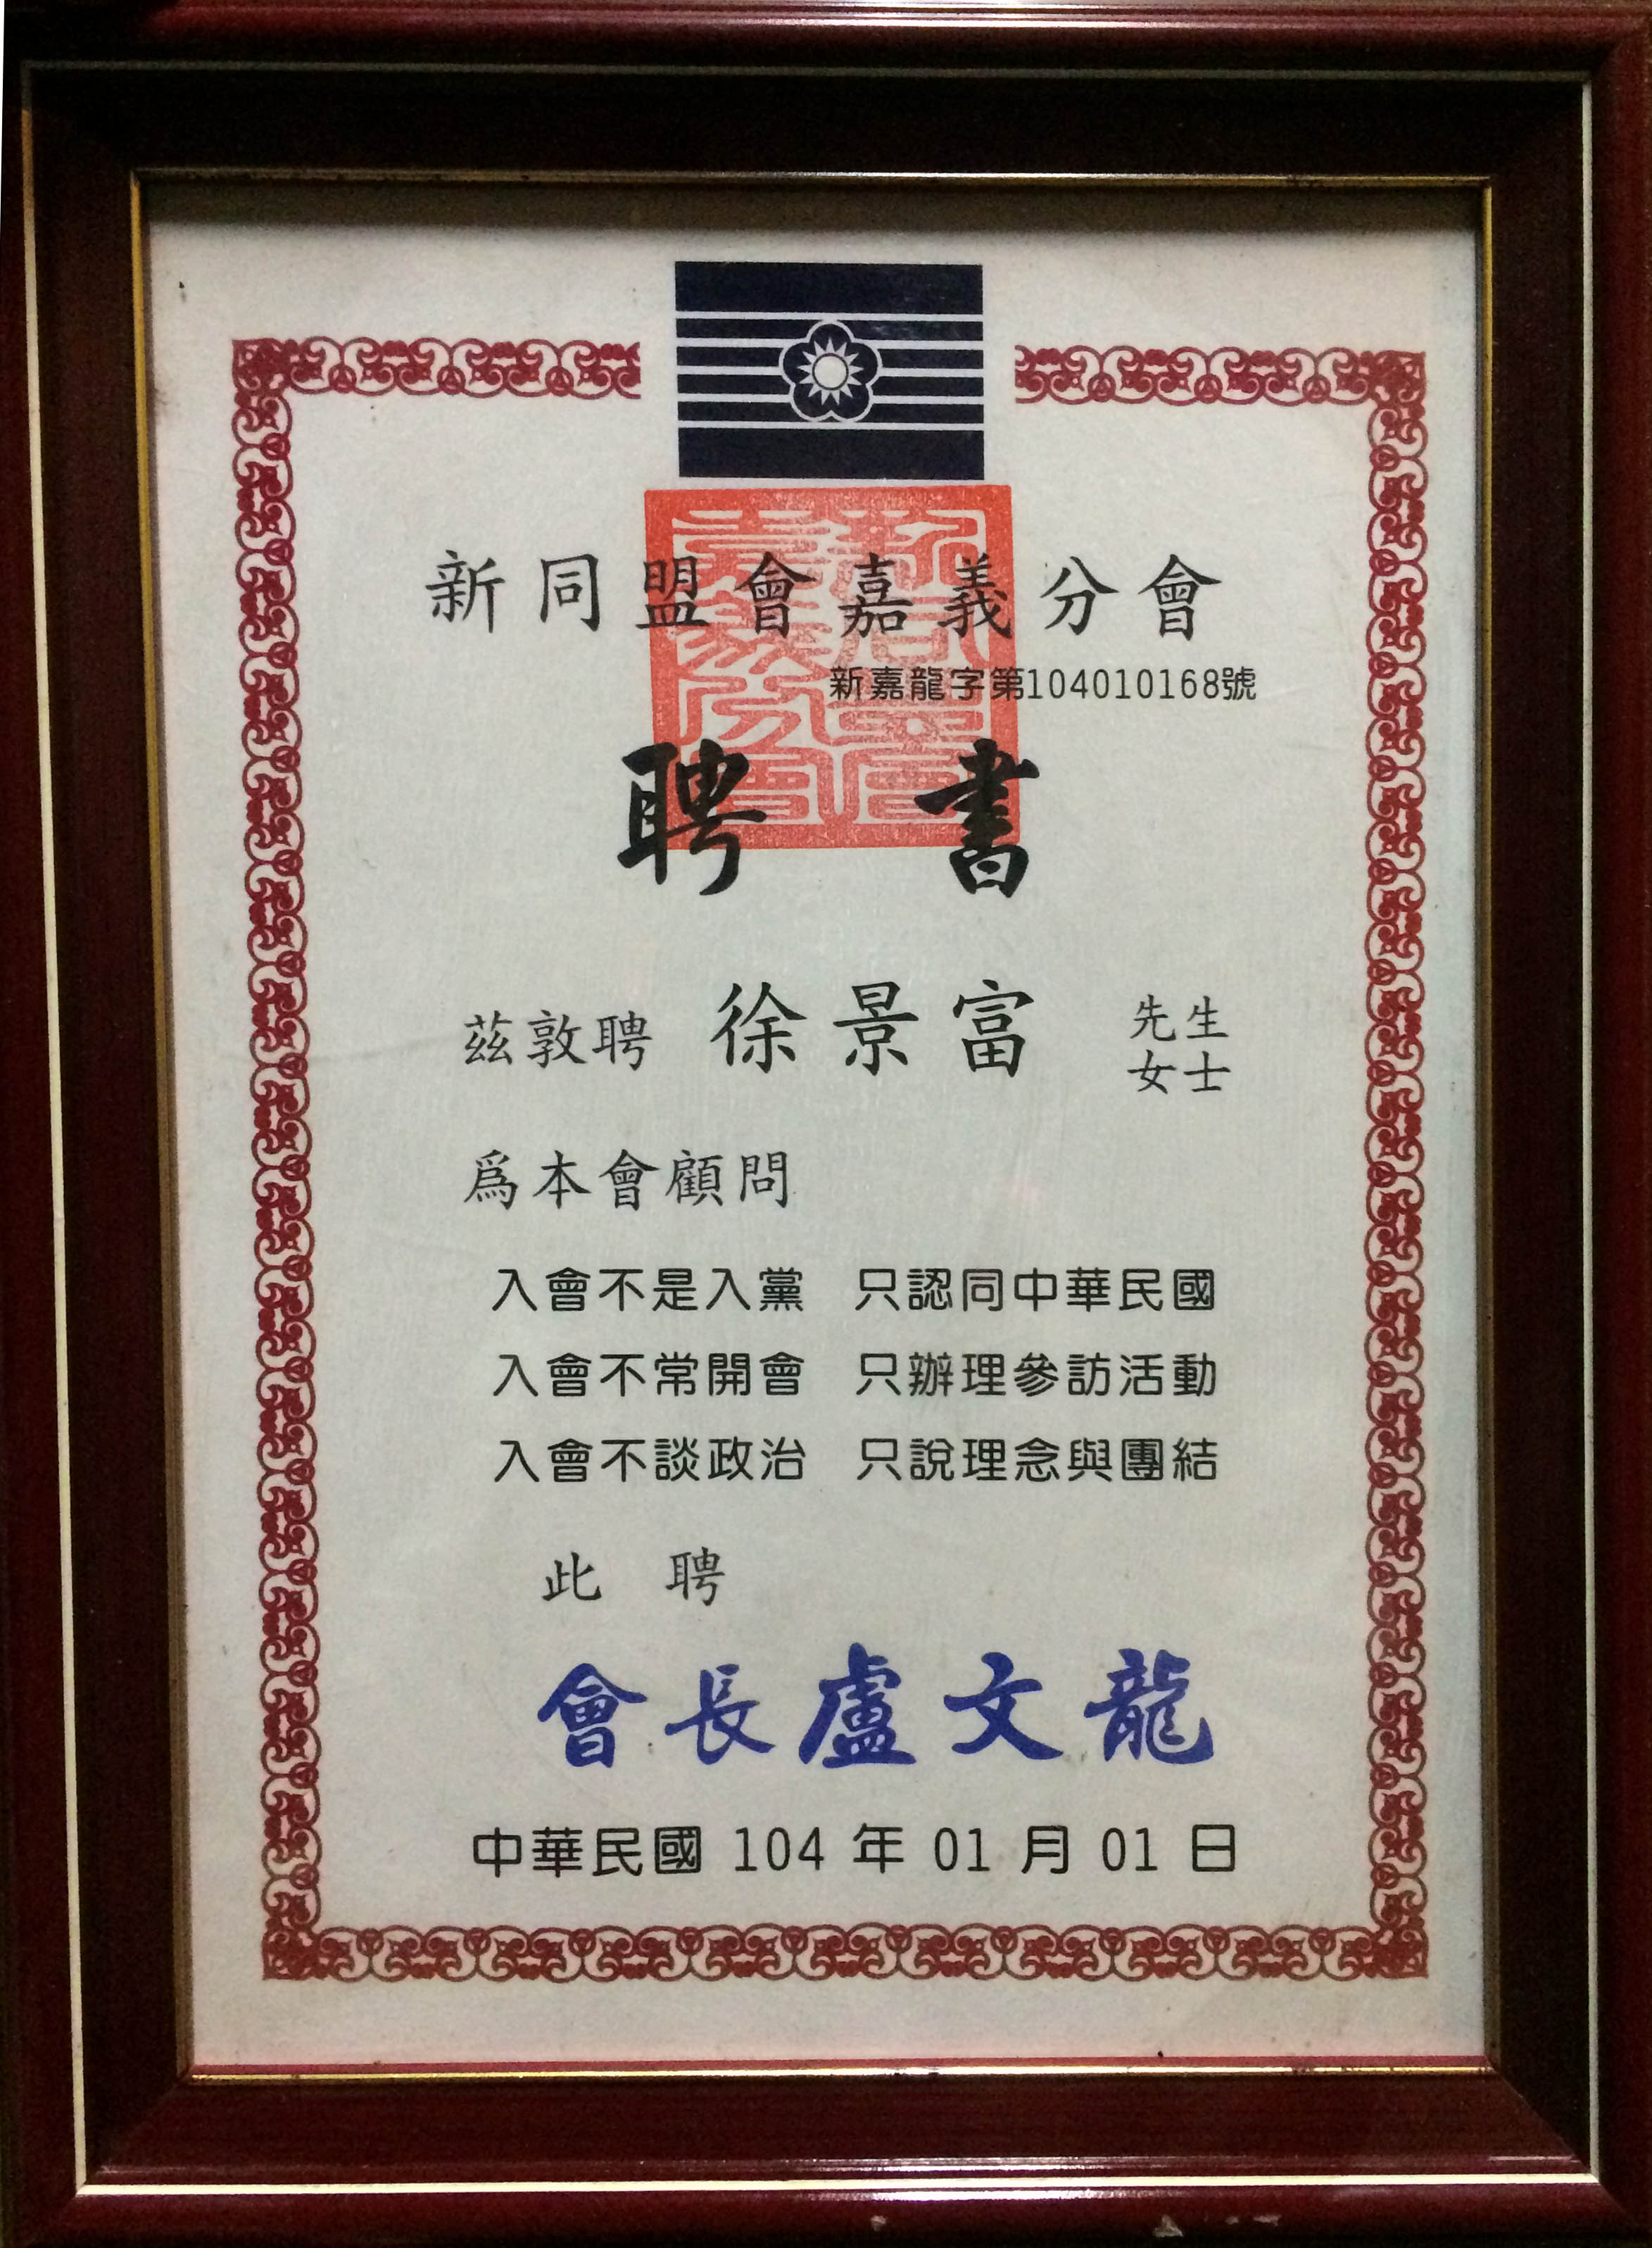 新同盟會嘉義分會
新嘉龍字第104010168號
聘書
茲敦聘 徐景富 先生
女士
爲本會顧問
入會不是入黨 只認同中華民國
入會不常開會 只辦理參訪活動
入會不談政治 只說理念與團結
此聘
會長盧文龍
中華民國 104 年 01 月 01 日